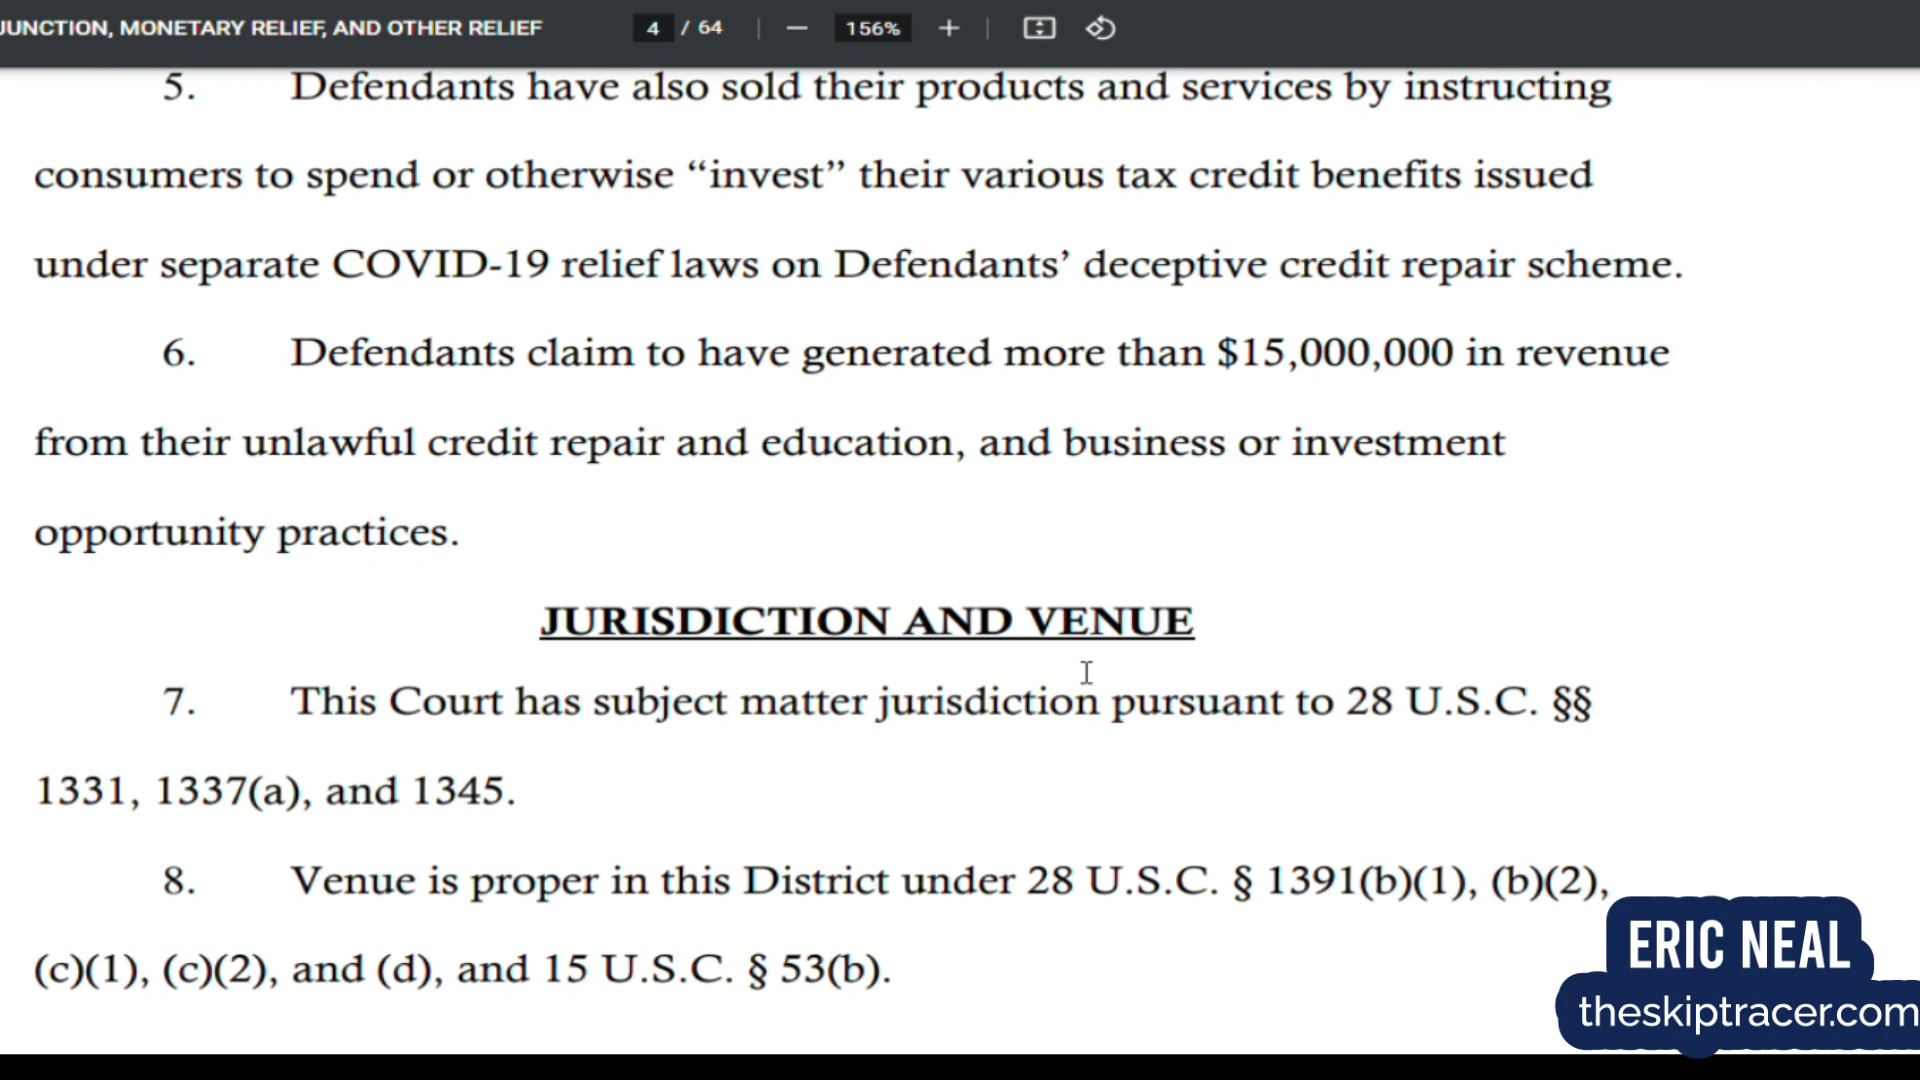 JUNCTION, MONETARY RELIEF, AND OTHER RELIEF 4 / 64 156%
5. Defendants have also sold their products and services by instructing
consumers to spend or otherwise “invest” their various tax credit benefits issued
under separate COVID-19 relief laws on Defendants’ deceptive credit repair scheme.
6. Defendants claim to have generated more than $15,000,000 in revenue
from their unlawful credit repair and education, and business or investment
opportunity practices.
JURISDICTION AND VENUE
7. This Court has subject matter jurisdiction pursuant to 28 U.S.C. §§
1331, 1337(a), and 1345.
8. Venue is proper in this District under 28 U.S.C. § 1391(b)(1), (b)(2),
(c)(1), (c)(2), and (d), and 15 U.S.C. § 53(b).
ERIC NEAL
theskiptracer.com